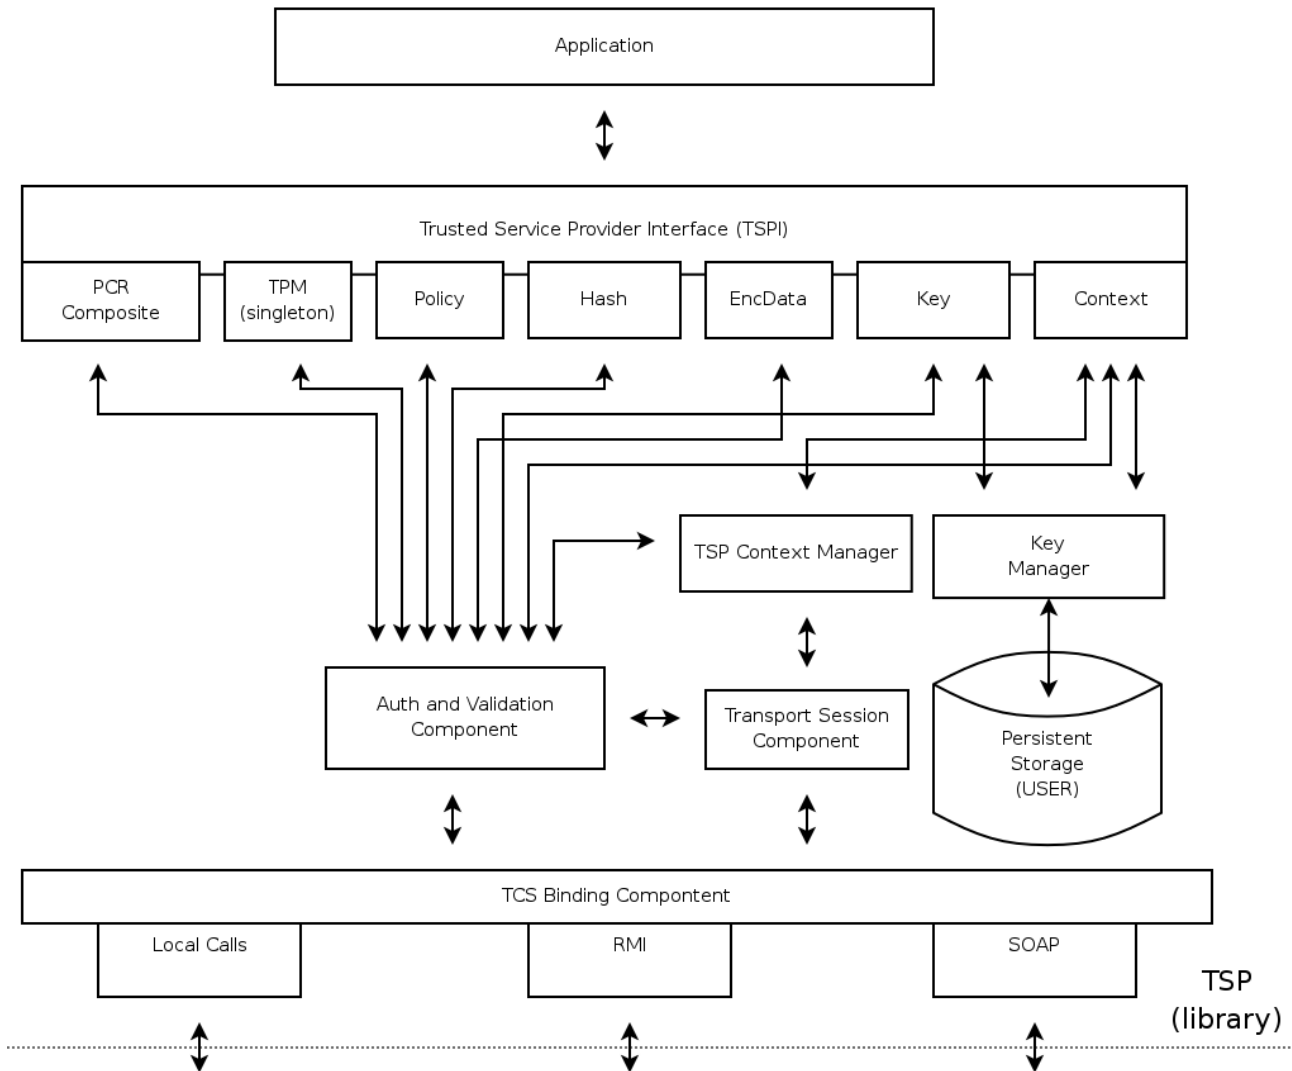 Application
Trusted Service Provider Interface (TSPI)
PCR
Composite
TPM
(singleton)
Policy
Hash
EncData
Key
Context
TSP Context Manager
Key
Manager
Auth and Validation
Component
Transport Session
Component
Persistent
Storage
(USER)
TCS Binding Compontent
Local Calls
RMI
SOAP
TSP
(library)